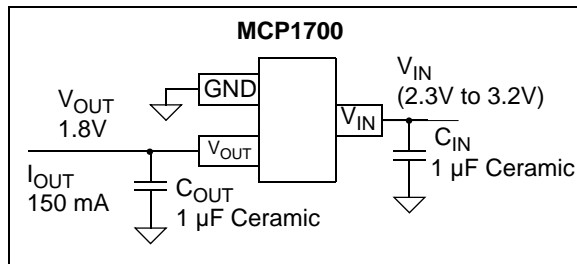 MCP1700
GND
VIN
(2.3V to 3.2V)
VOUT
1.8V
VIN
VOUT
CIN
1 µF Ceramic
IOUT
150 mA
COUT
1 µF Ceramic